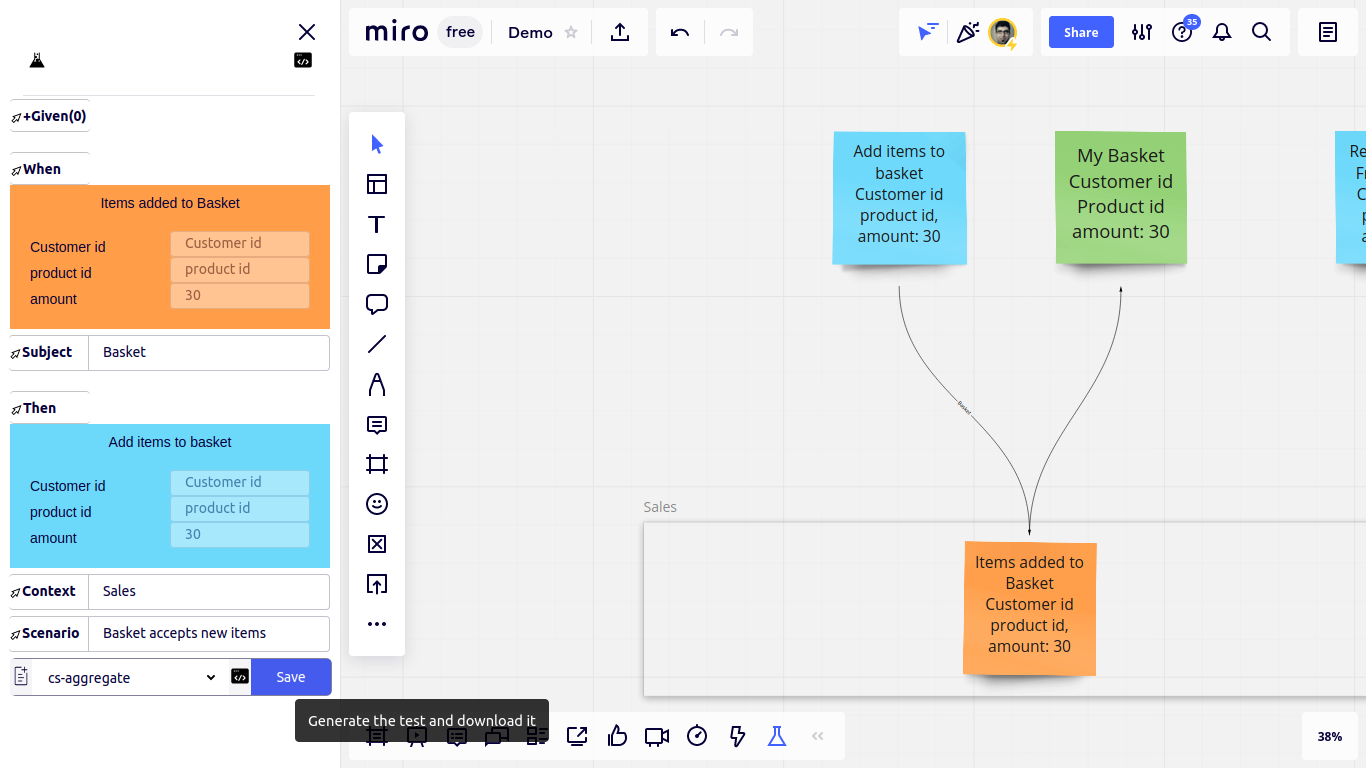 miro
free
Demo
Share
35
+Given(0)
When
Items added to Basket
Customer id
Customer id
product id
product id
amount
30
Subject
Basket
Then
Add items to basket
Customer id
Customer id
product id
product id
amount
30
Context
Sales
Scenario
Basket accepts new items
cs-aggregate
Save
Generate the test and download it
Add items to
basket
Customer id
product id,
amount: 30
My Basket
Customer id
Product id
amount: 30
Re
Fr
C
p
a
Basket
Sales
Items added to
Basket
Customer id
product id,
amount: 30
38%